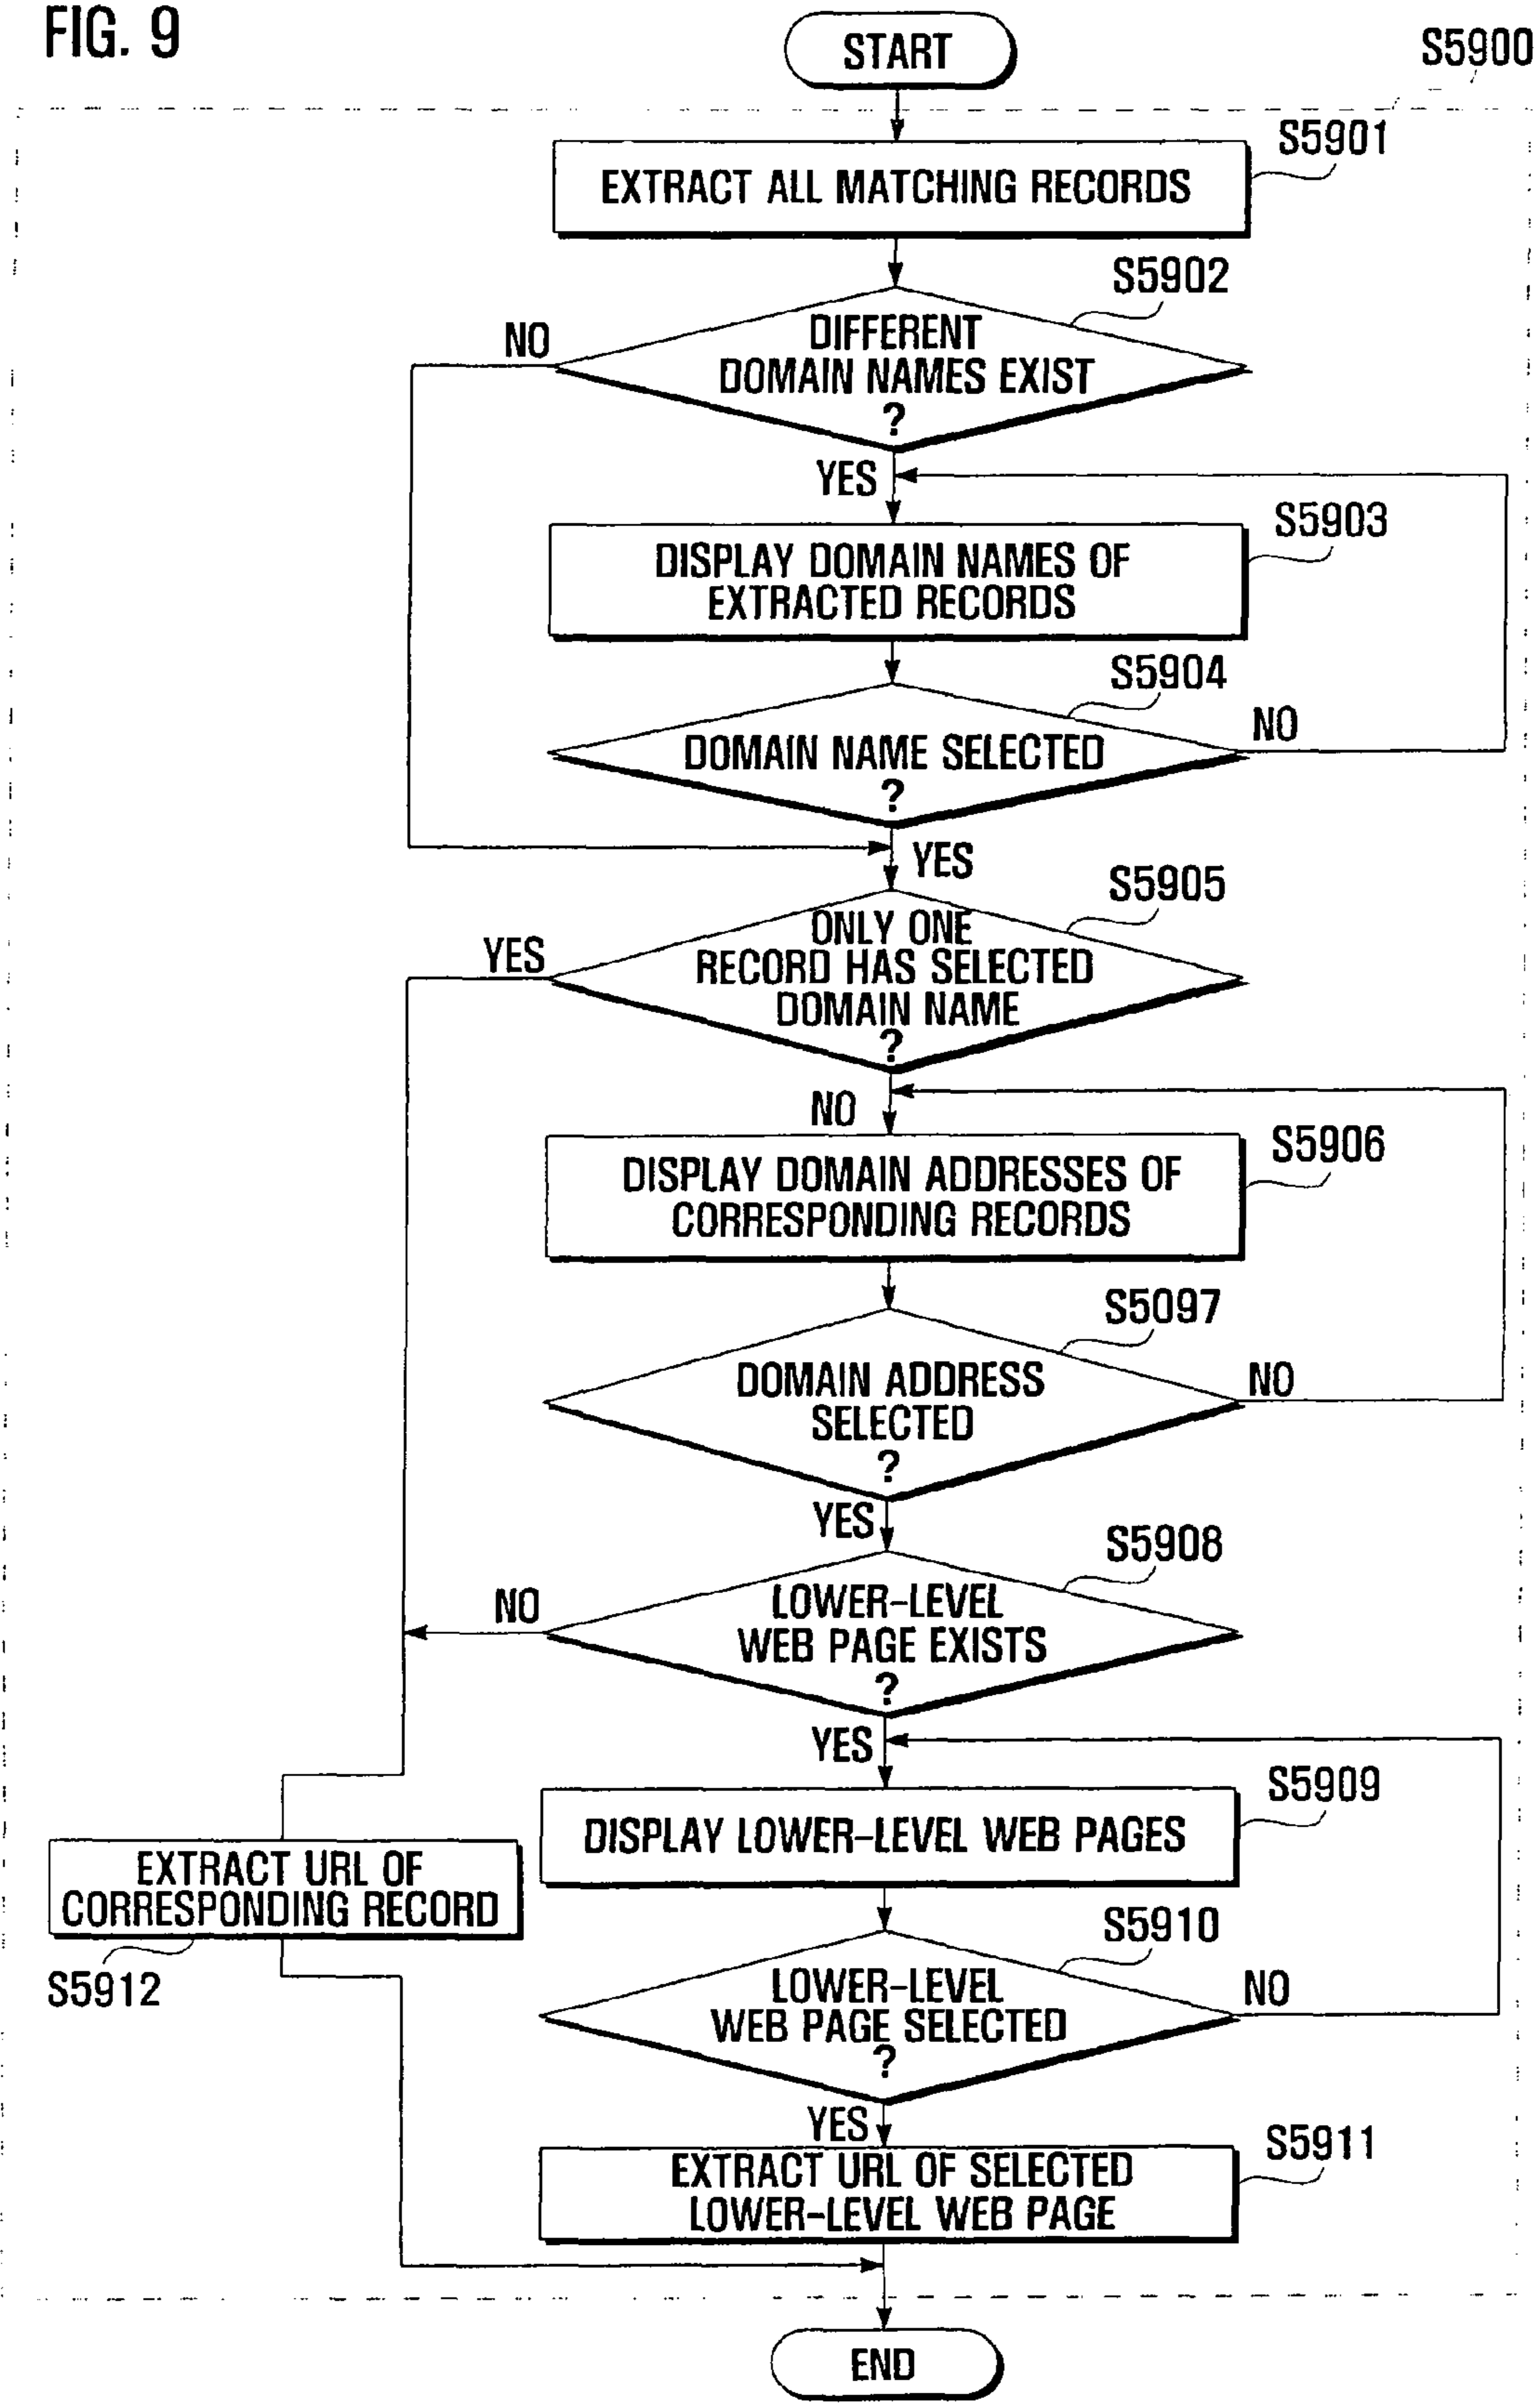 FIG. 9
START
S5900
S5901
EXTRACT ALL MATCHING RECORDS
S5902
DIFFERENT
DOMAIN NAMES EXIST
?
NO
YES
S5903
DISPLAY DOMAIN NAMES OF
EXTRACTED RECORDS
S5904
DOMAIN NAME SELECTED
?
NO
YES
S5905
ONLY ONE
RECORD HAS SELECTED
DOMAIN NAME
?
YES
NO
S5906
DISPLAY DOMAIN ADDRESSES OF
CORRESPONDING RECORDS
S5097
DOMAIN ADDRESS
SELECTED
?
NO
YES
S5908
LOWER-LEVEL
WEB PAGE EXISTS
?
NO
YES
S5909
DISPLAY LOWER-LEVEL WEB PAGES
EXTRACT URL OF
CORRESPONDING RECORD
S5912
S5910
LOWER-LEVEL
WEB PAGE SELECTED
?
NO
YES
S5911
EXTRACT URL OF SELECTED
LOWER-LEVEL WEB PAGE
END